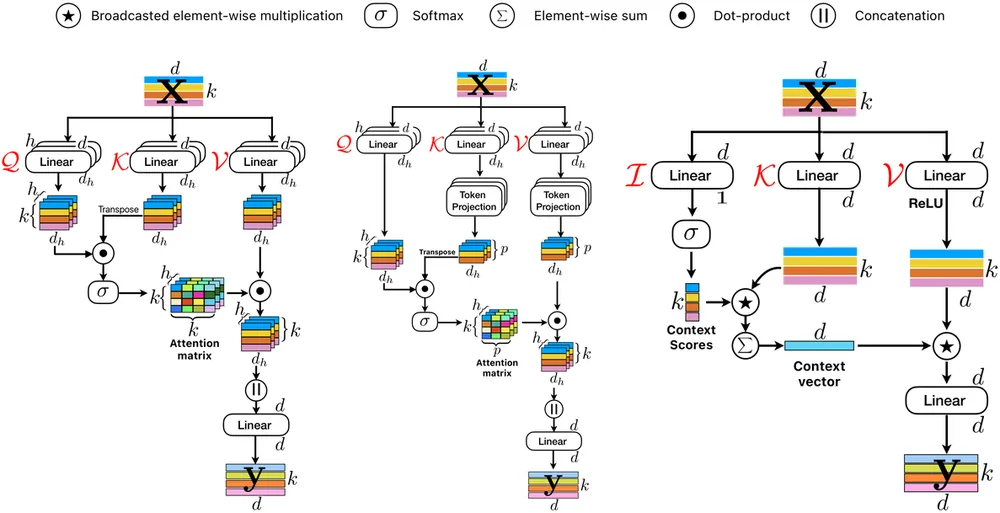 ★ Broadcasted element-wise multiplication σ Softmax Σ Element-wise sum • Dot-product || Concatenation
d
X k
h d d d
Q Linear K Linear V Linear
d_h d_h d_h
h
k
Transpose
d_h d_h d_h
σ
h
k
k
Attention
matrix
h
k
d_h
||
d
Linear
d
y k
d
d
X k
h d d d
Q Linear K Linear V Linear
d_h d_h d_h
Token
Projection
Token
Projection
h
k
Transpose
p p
d_h d_h d_h
σ
h
k
p
Attention
matrix
h
k
d_h
||
d
Linear
d
y k
d
d
X k
d d d
I Linear K Linear V Linear
1 d ReLU d
σ
k
Context
Scores
k
d
k
d
★
Σ
d
Context
vector
★
d
Linear
d
y k
d